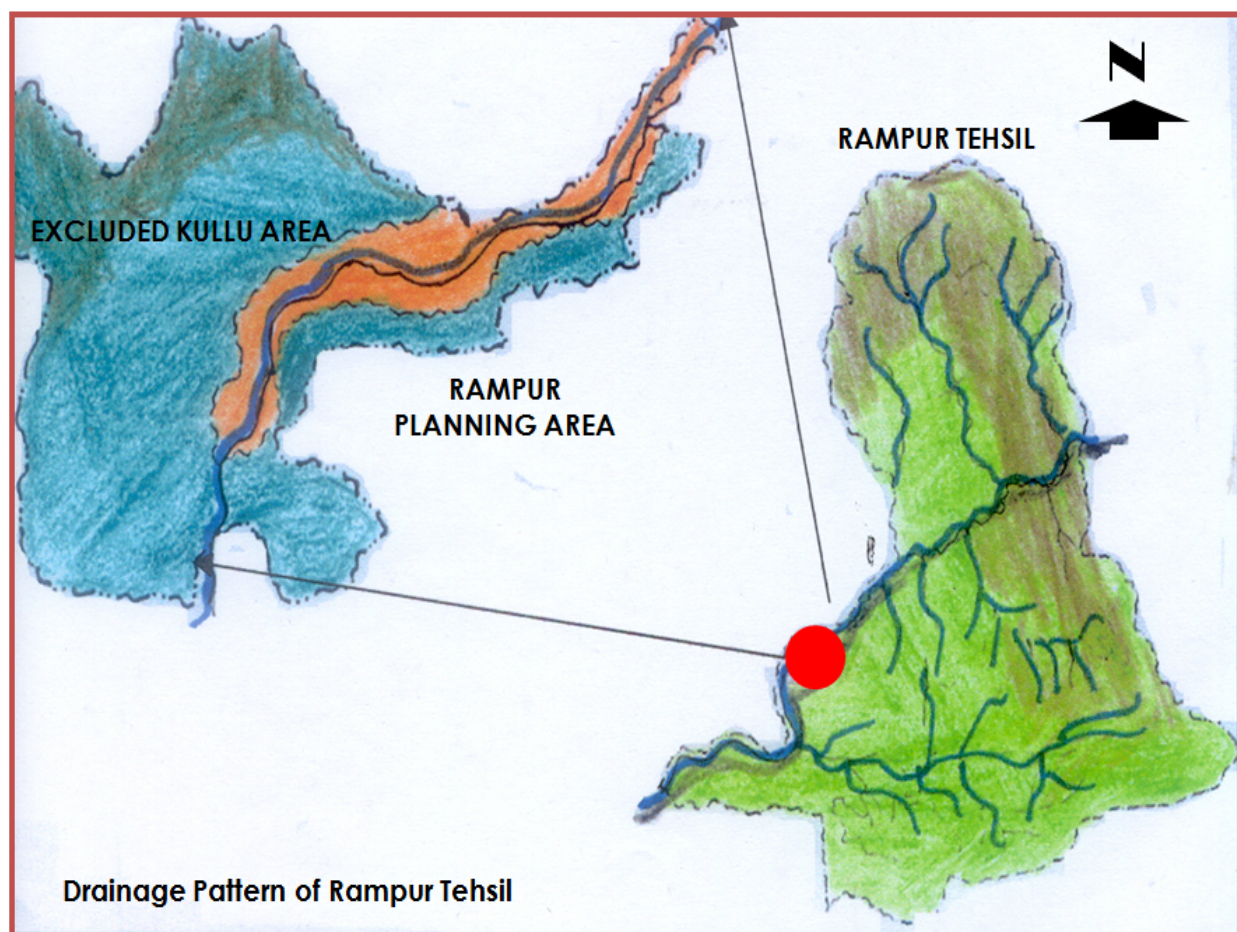 N
RAMPUR TEHSIL
EXCLUDED KULLU AREA
RAMPUR
PLANNING AREA
Drainage Pattern of Rampur Tehsil